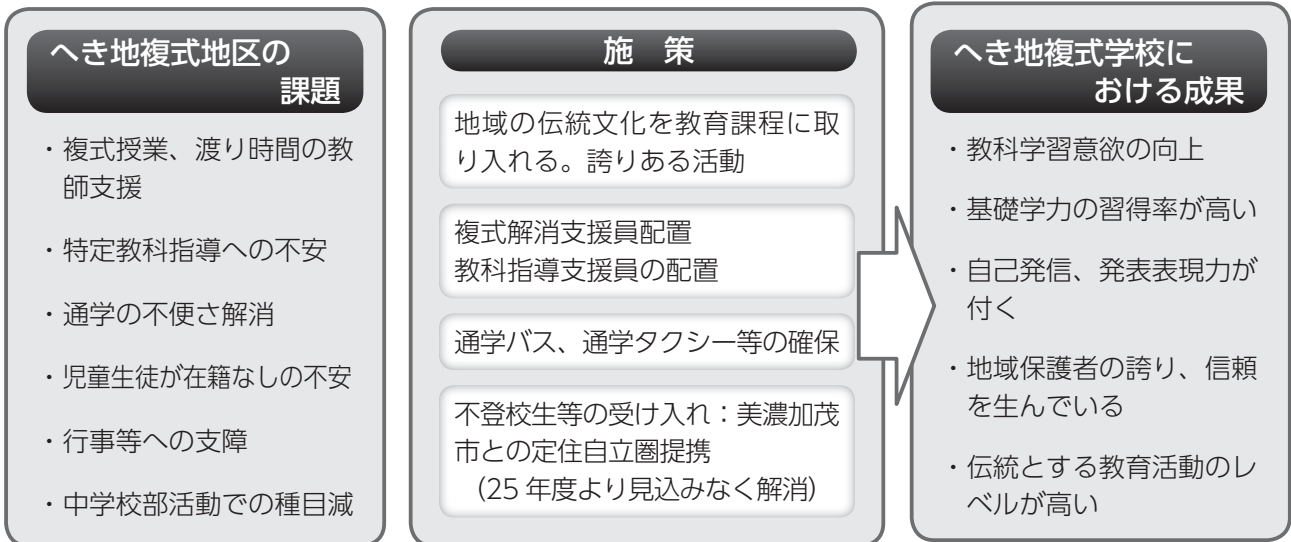 へき地複式地区の
課題
・複式授業、渡り時間の教
師支援
・特定教科指導への不安
・通学の不便さ解消
・児童生徒が在籍なしの不安
・行事等への支障
・中学校部活動での種目減
施 策
地域の伝統文化を教育課程に取
り入れる。誇りある活動
複式解消支援員配置
教科指導支援員の配置
通学バス、通学タクシー等の確保
不登校生等の受け入れ：美濃加茂
市との定住自立圏提携
（25 年度より見込みなく解消）
へき地複式学校に
おける成果
・教科学習意欲の向上
・基礎学力の習得率が高い
・自己発信、発表表現力が
付く
・地域保護者の誇り、信頼
を生んでいる
・伝統とする教育活動のレ
ベルが高い